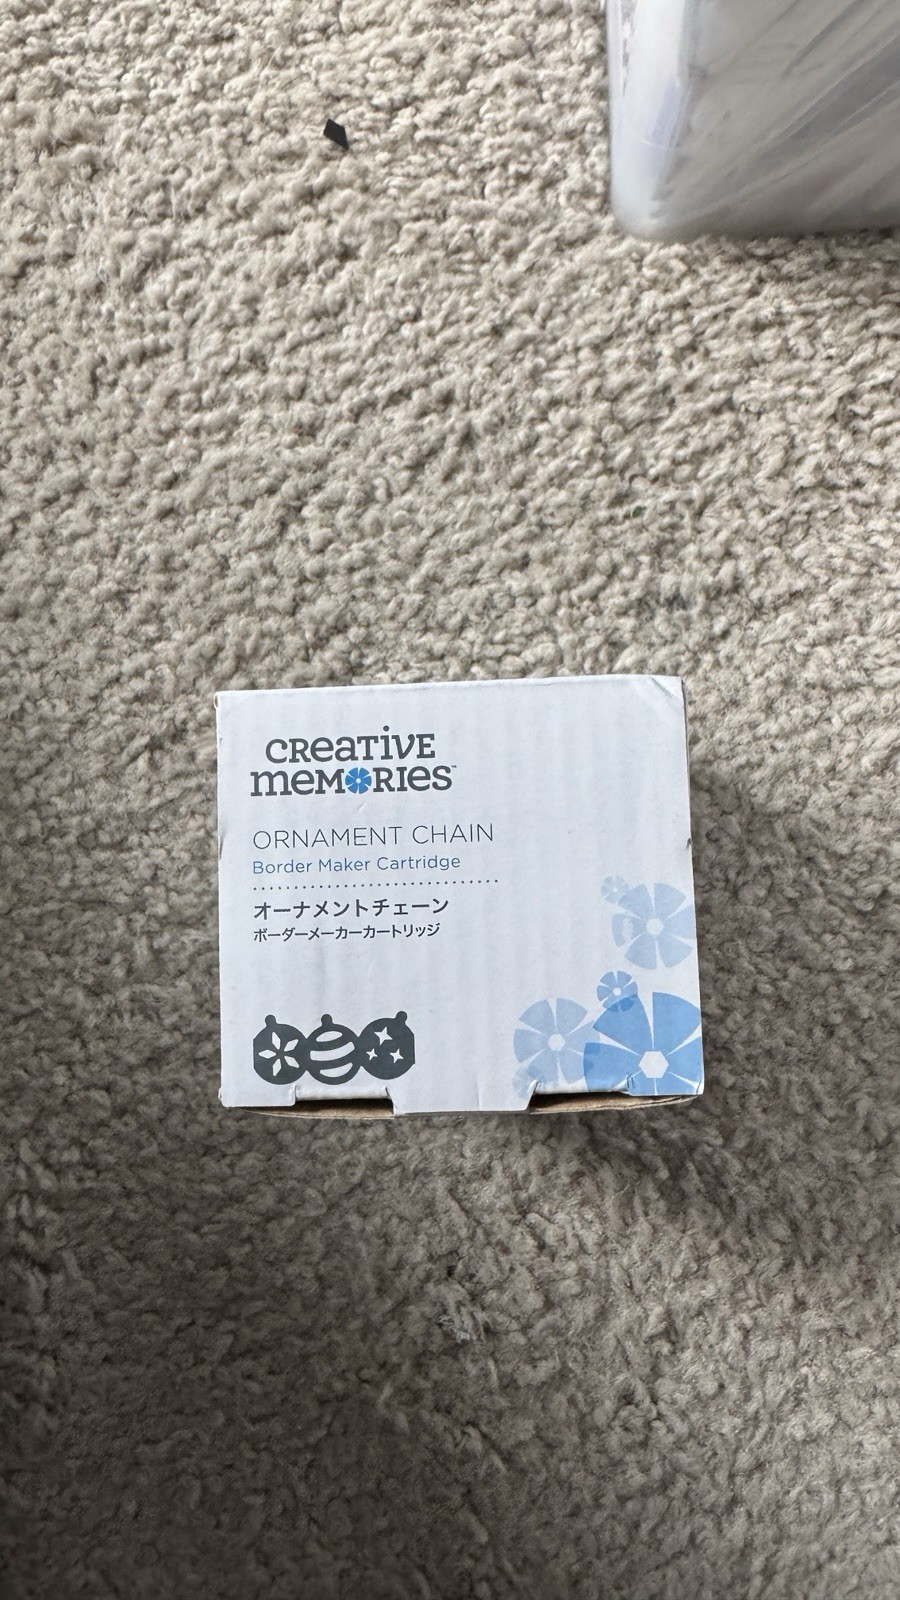 CREATIVE
MEMORIES™
ORNAMENT CHAIN
Border Maker Cartridge
オーナメントチェーン
ボーダーメーカーカートリッジ